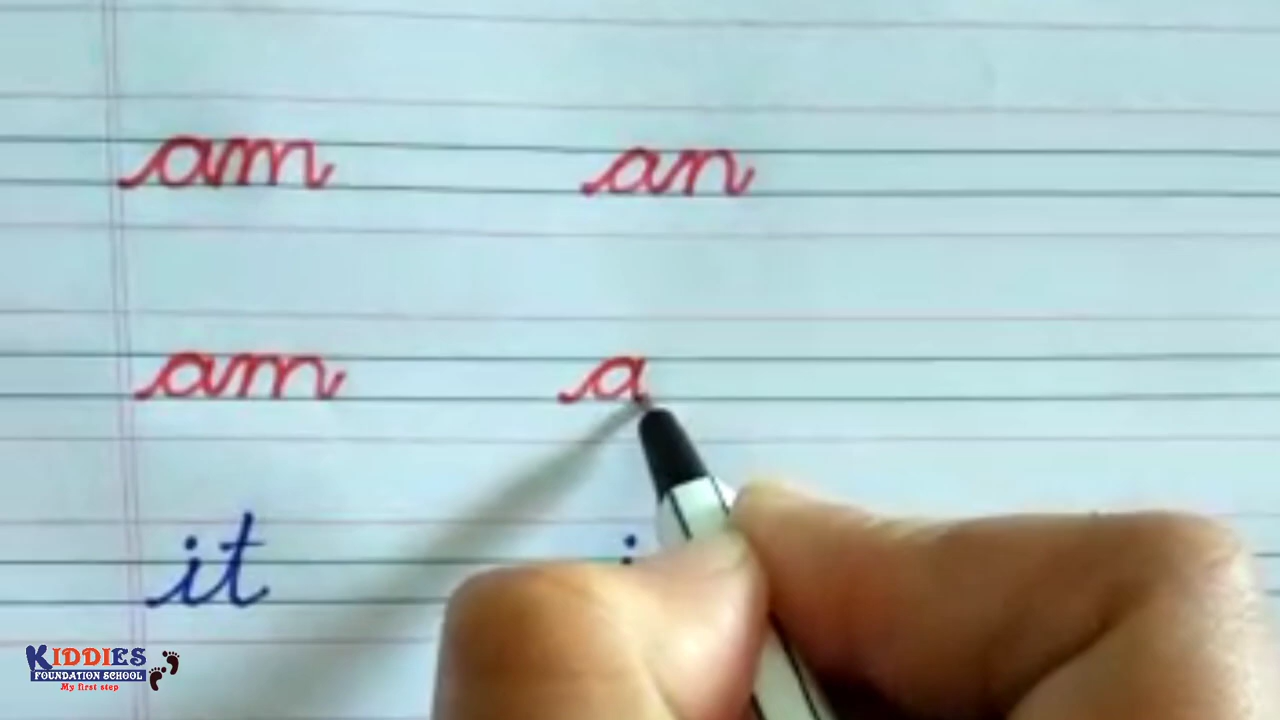 am an
am a
it
KIDDIES
FOUNDATION SCHOOL
My first step